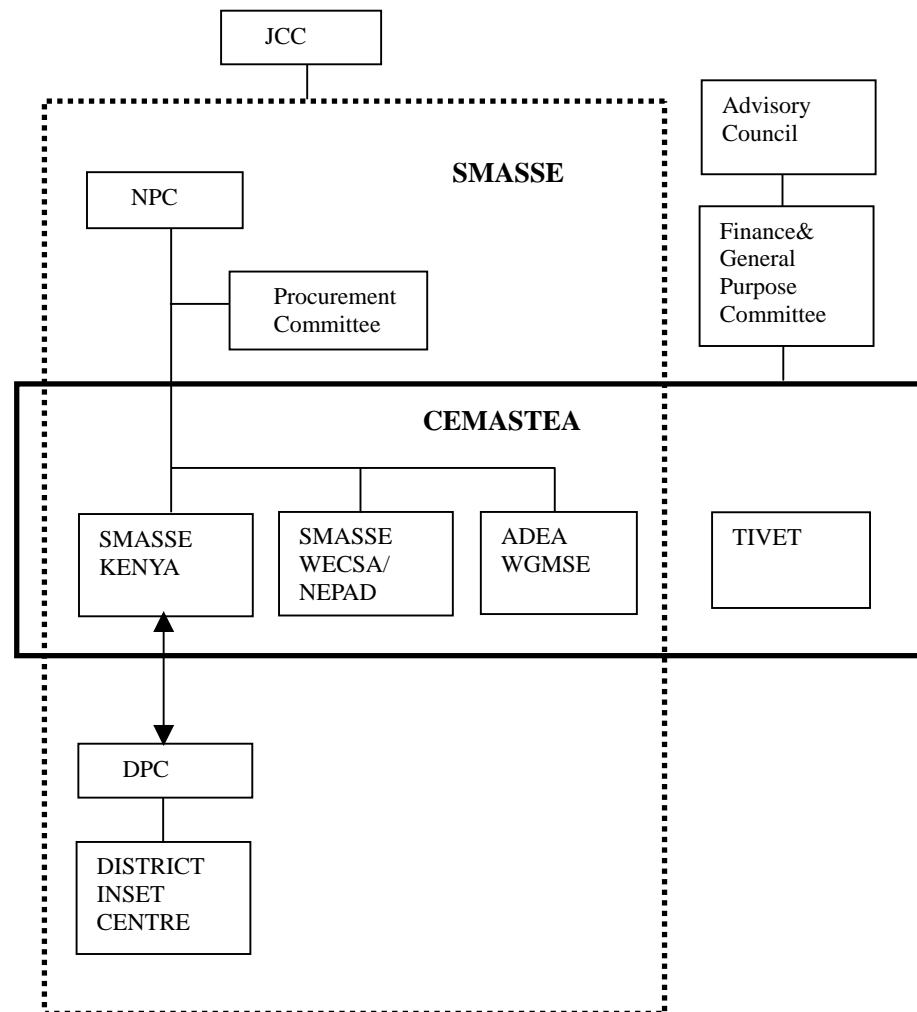 JCC
Advisory
Council
SMASSE
NPC
Finance&
General
Purpose
Committee
Procurement
Committee
CEMASTEA
SMASSE
KENYA
SMASSE
WECSA/
NEPAD
ADEA
WGMSE
TIVET
DPC
DISTRICT
INSET
CENTRE